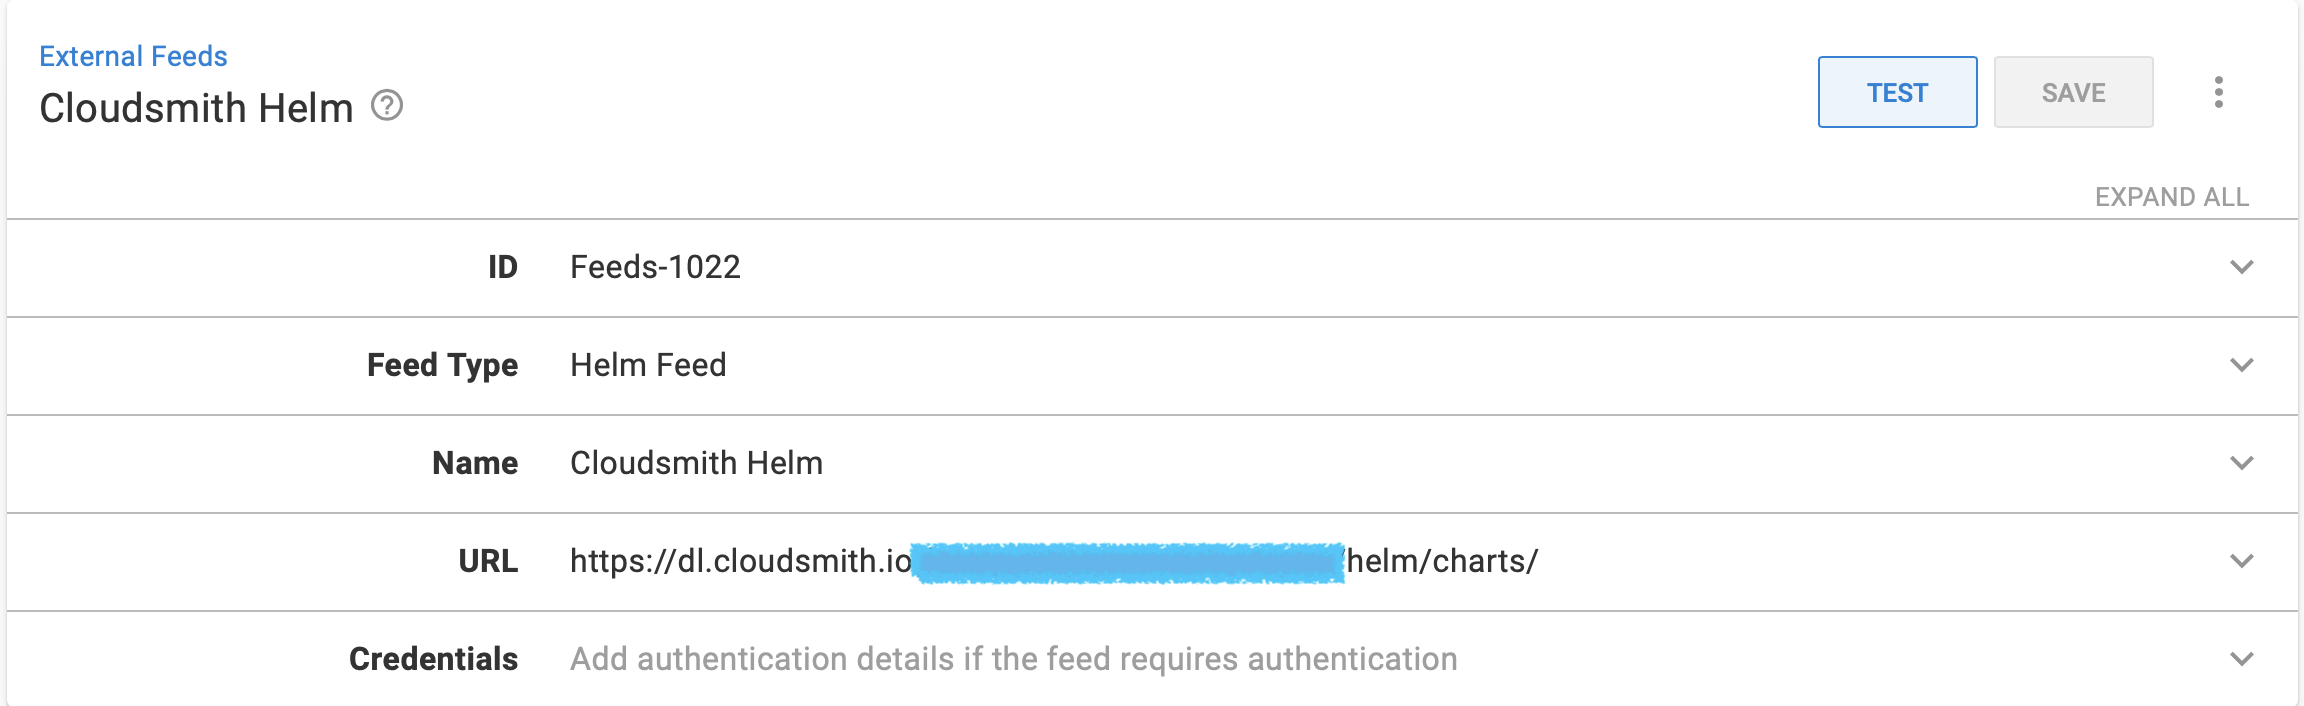 External Feeds
Cloudsmith Helm
TEST
SAVE
EXPAND ALL
ID Feeds-1022
Feed Type Helm Feed
Name Cloudsmith Helm
URL https://dl.cloudsmith.io /helm/charts/
Credentials Add authentication details if the feed requires authentication